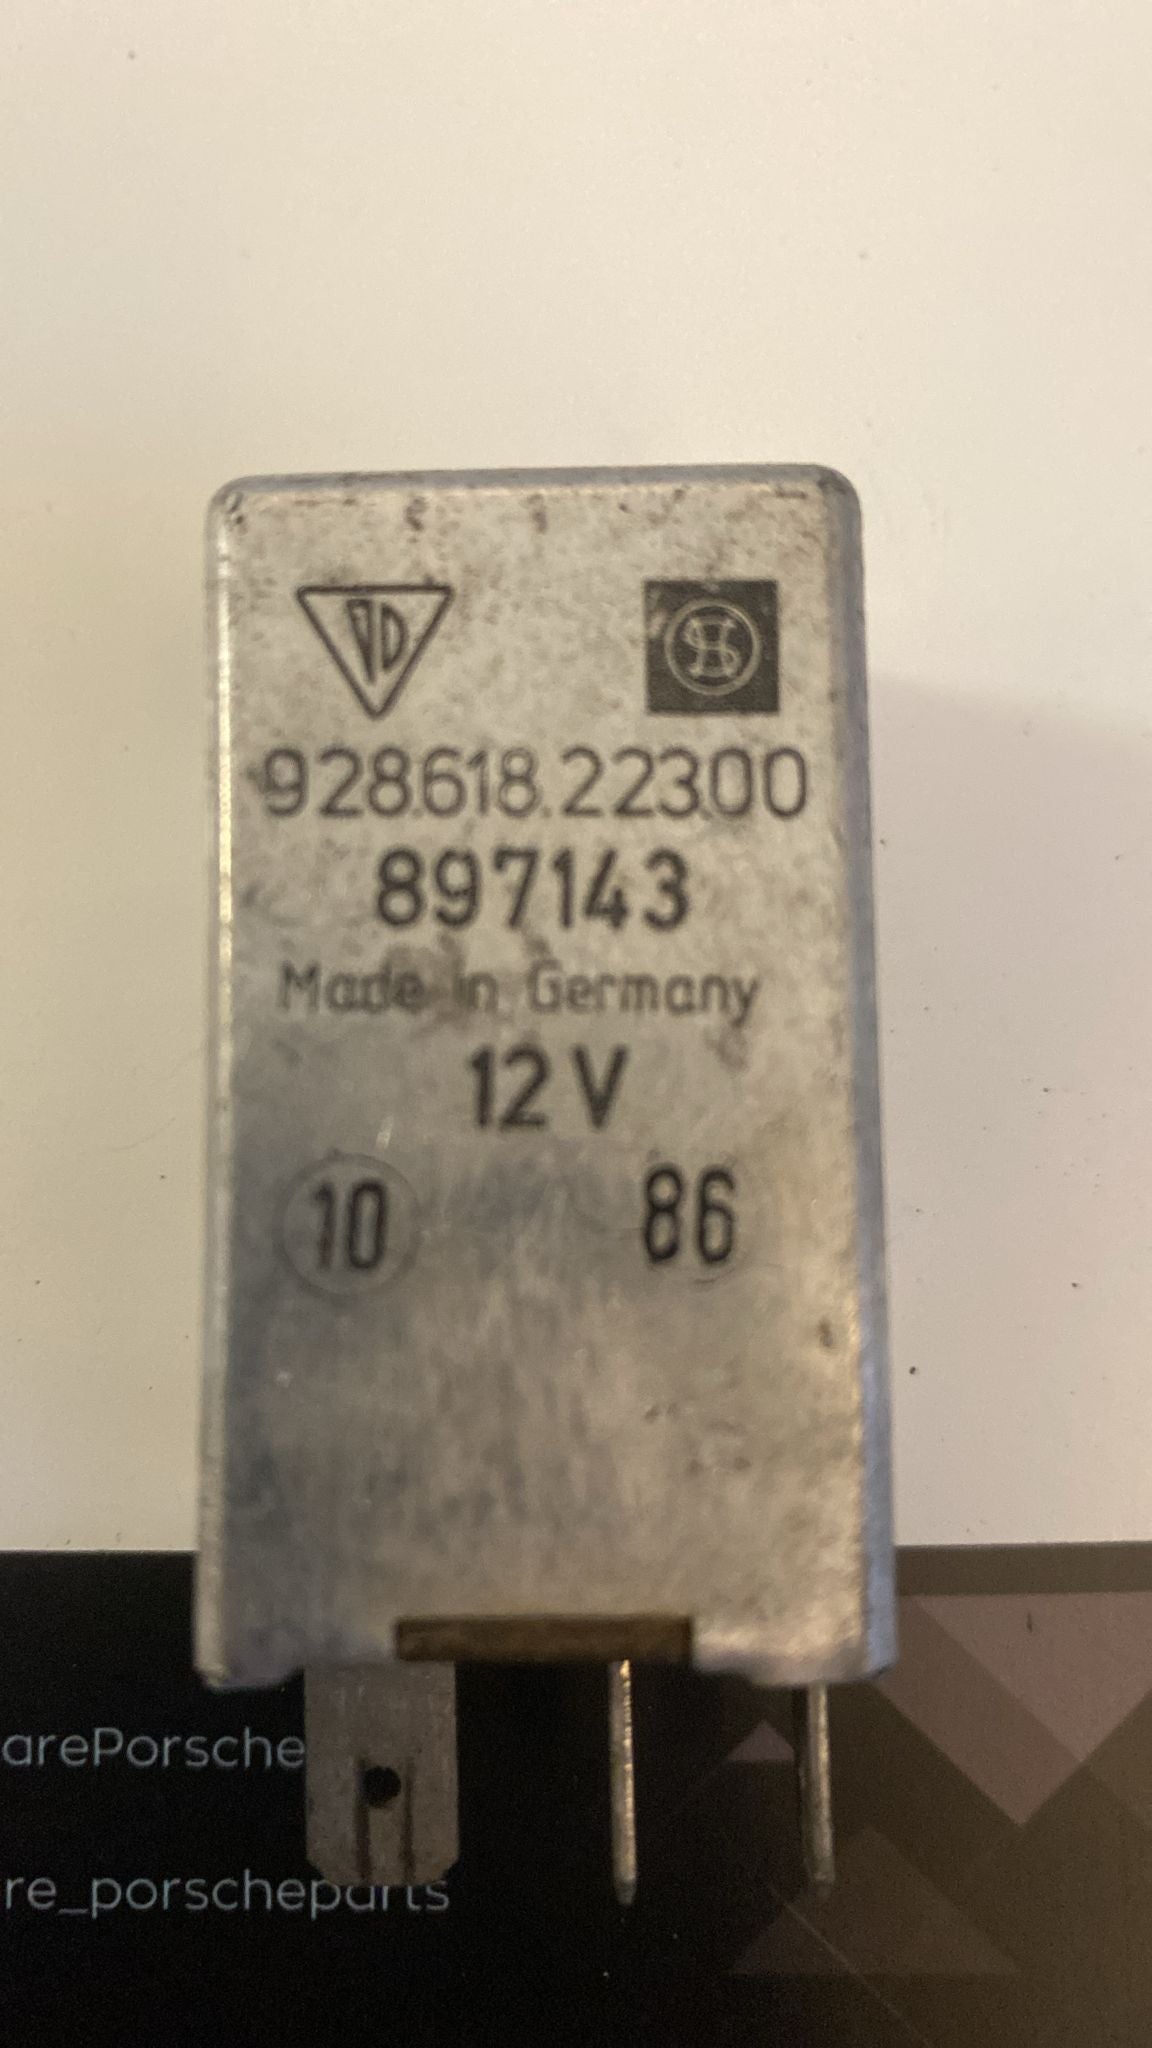 928.618.223.00
897143
Made in Germany
12 V
10 86
arePorsche
re_porscheparts